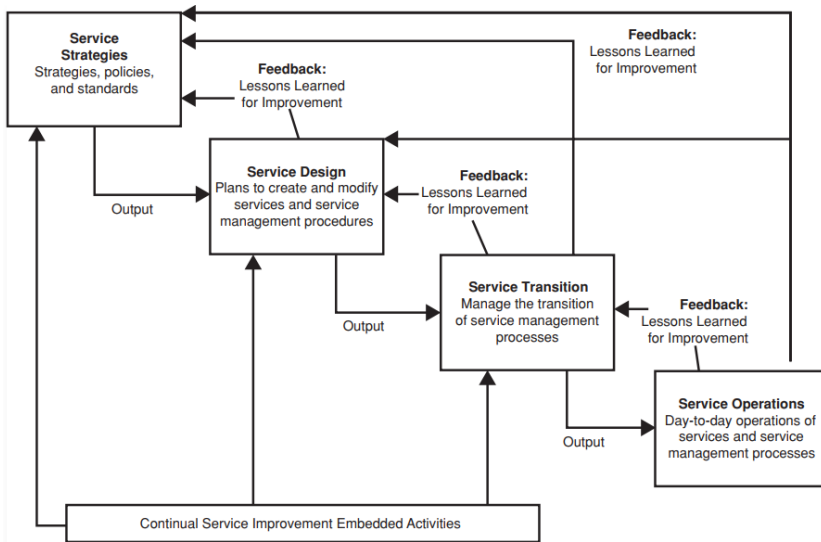 Service
Strategies
Strategies, policies,
and standards
Feedback:
Lessons Learned
for Improvement
Feedback:
Lessons Learned
for Improvement
Output
Service Design
Plans to create and modify
services and service
management procedures
Feedback:
Lessons Learned
for Improvement
Output
Service Transition
Manage the transition
of service management
processes
Feedback:
Lessons Learned
for Improvement
Output
Service Operations
Day-to-day operations of
services and service
management processes
Continual Service Improvement Embedded Activities